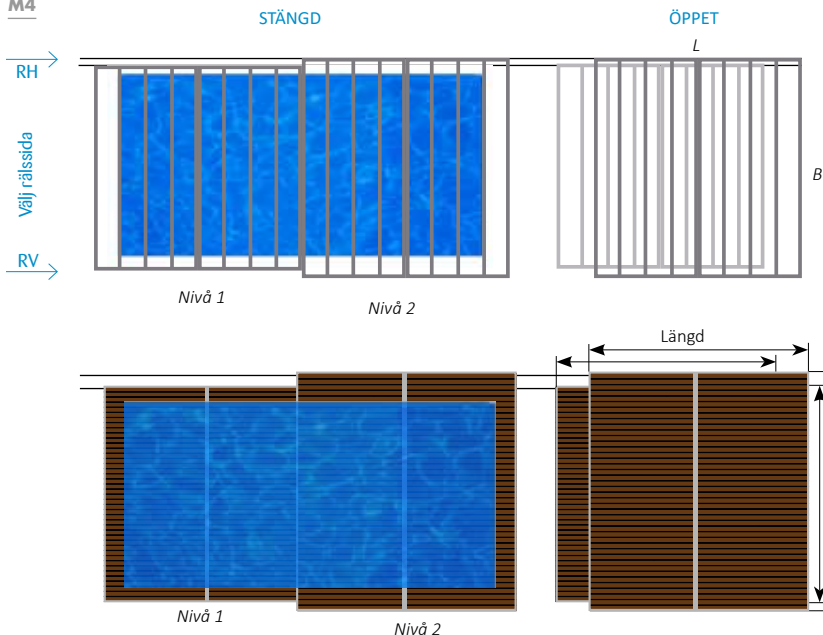 M4
STÄNGD
ÖPPET
L
RH
Välj rälssida
B
RV
Nivå 1
Nivå 2
Längd
Nivå 1
Nivå 2